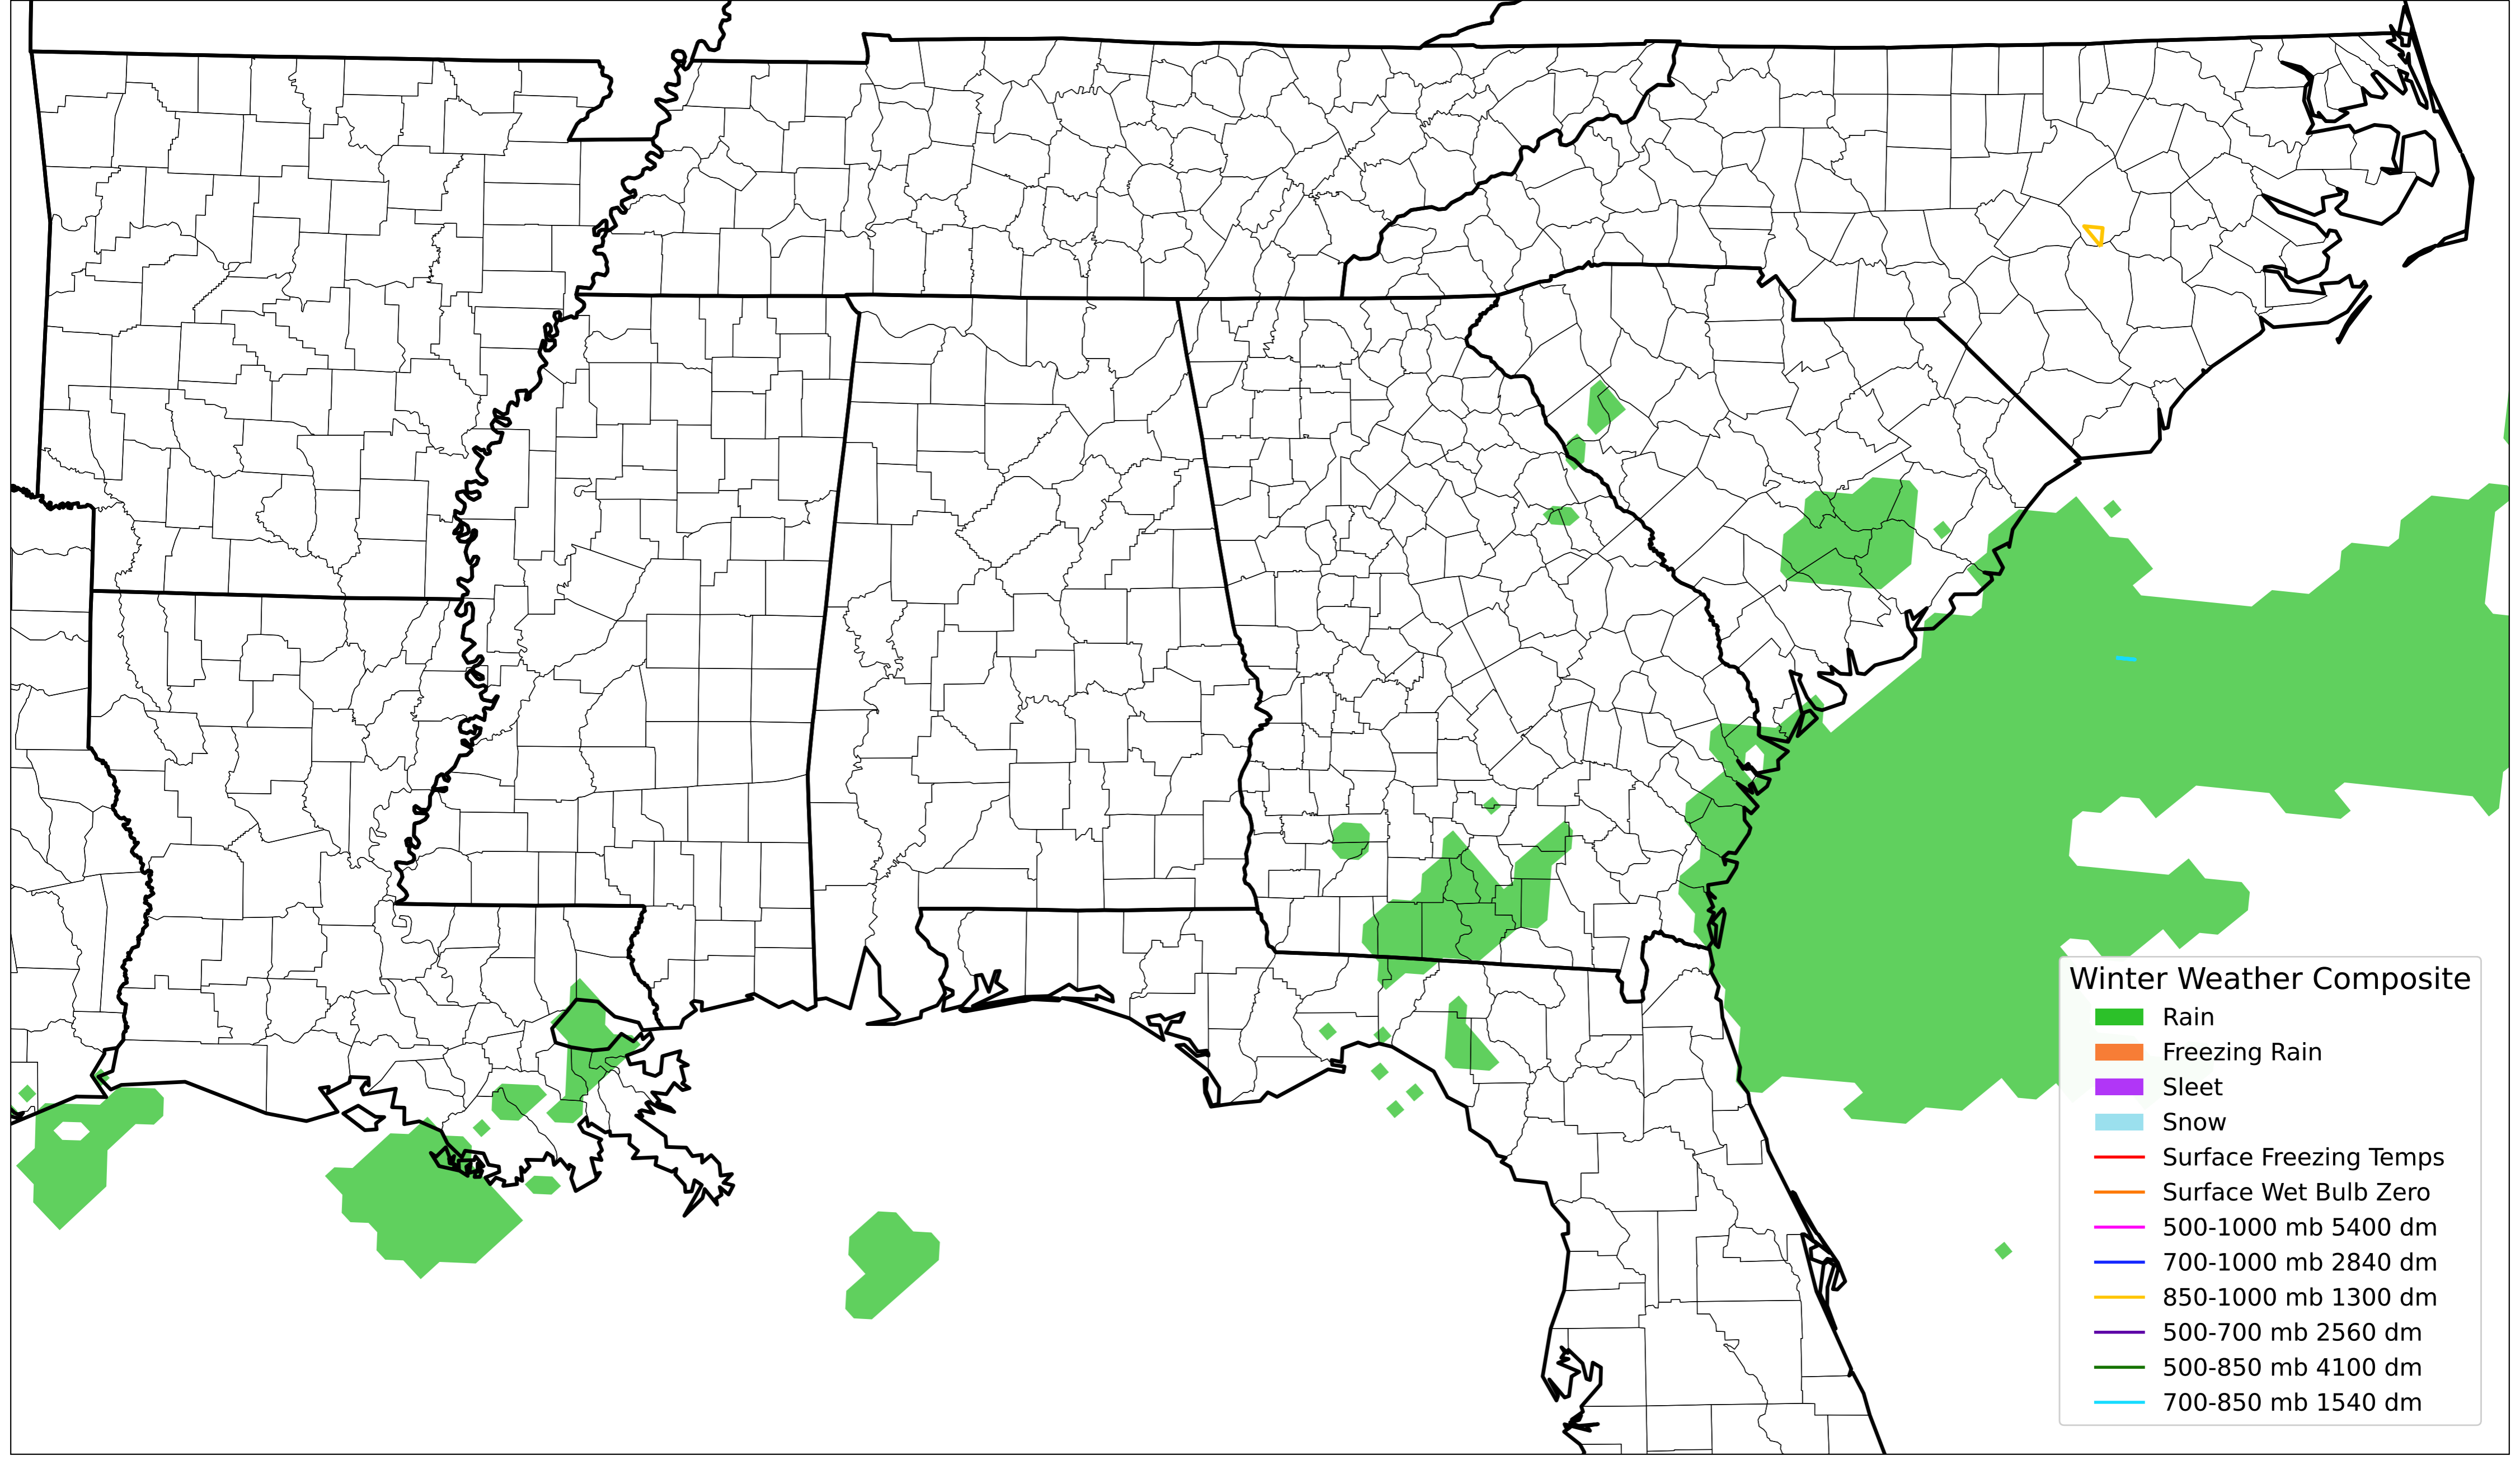 Winter Weather Composite
Rain
Freezing Rain
Sleet
Snow
Surface Freezing Temps
Surface Wet Bulb Zero
500-1000 mb 5400 dm
700-1000 mb 2840 dm
850-1000 mb 1300 dm
500-700 mb 2560 dm
500-850 mb 4100 dm
700-850 mb 1540 dm